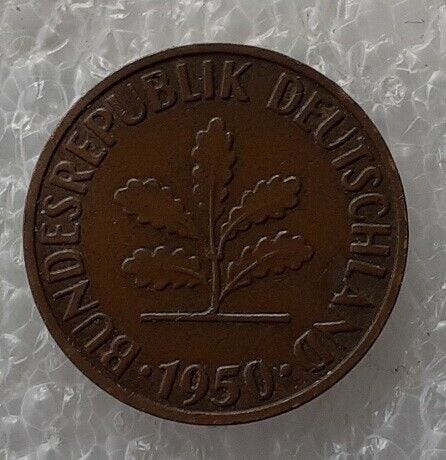 BUNDESREPUBLIK DEUTSCHLAND
· 1950 ·